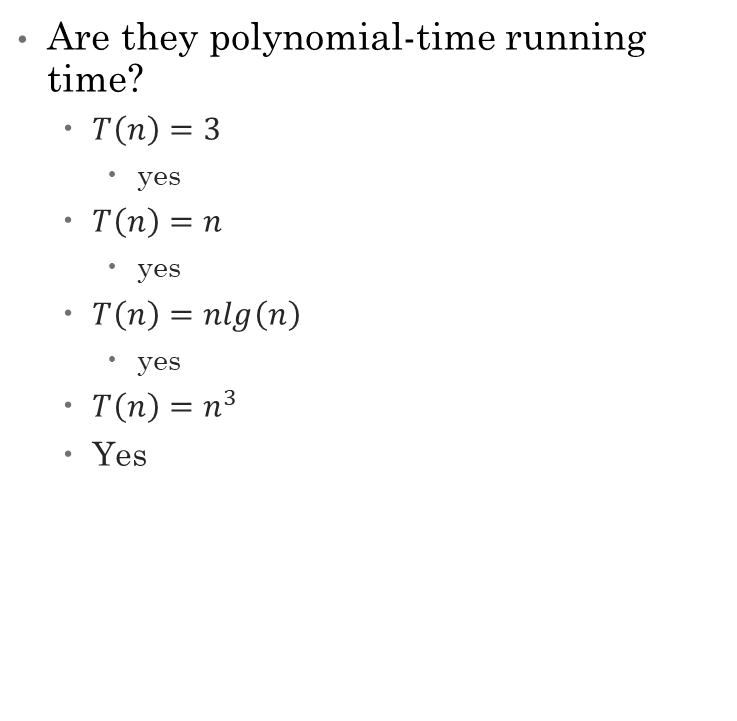 • Are they polynomial-time running
time?
• T(n) = 3
• yes
• T(n) = n
• yes
• T(n) = nlg(n)
• yes
• T(n) = n³
• Yes